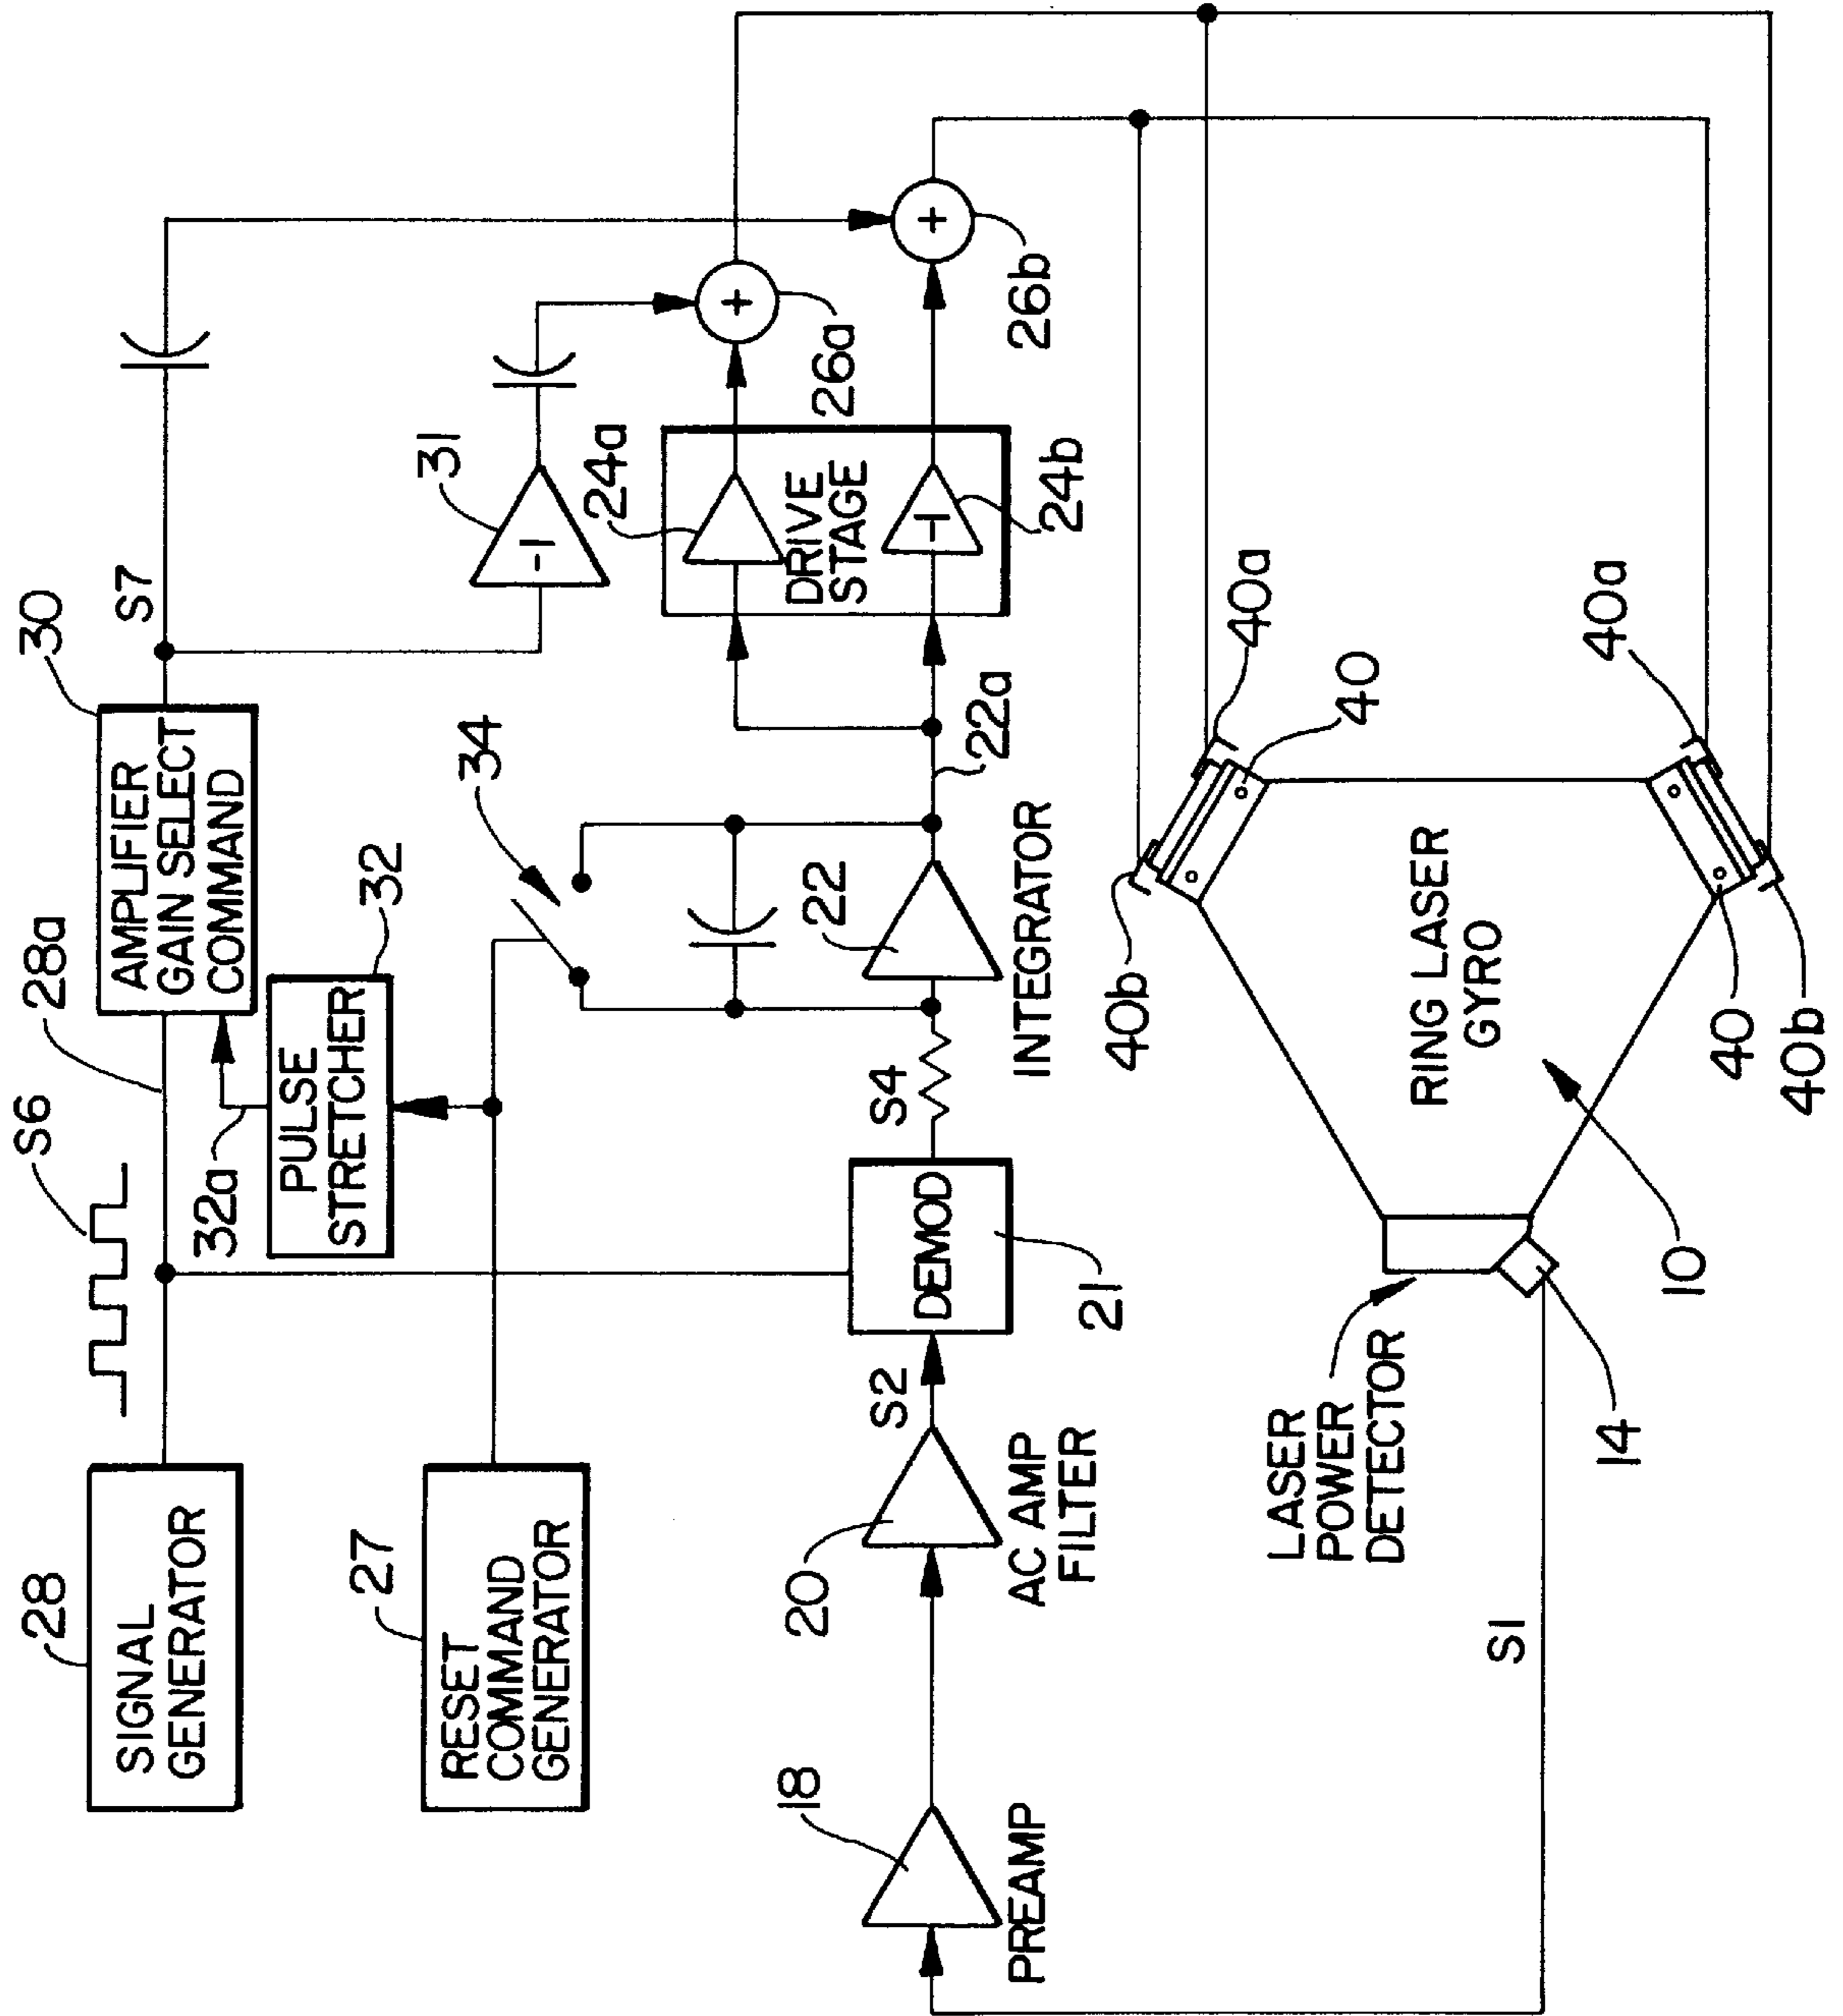 28
SIGNAL
GENERATOR
S6
28a
30
AMPLIFIER
GAIN SELECT
COMMAND
S7
32a
PULSE
STRETCHER
32
27
RESET
COMMAND
GENERATOR
34
31
-1
18
PREAMP
20
AC AMP
FILTER
S2
DEMOD
21
S4
22
INTEGRATOR
22a
24a
DRIVE
STAGE
-1
24b
+
26a
+
26b
S1
LASER
POWER
DETECTOR
14
10
RING LASER
GYRO
40b
40a
40
40a
40
40b